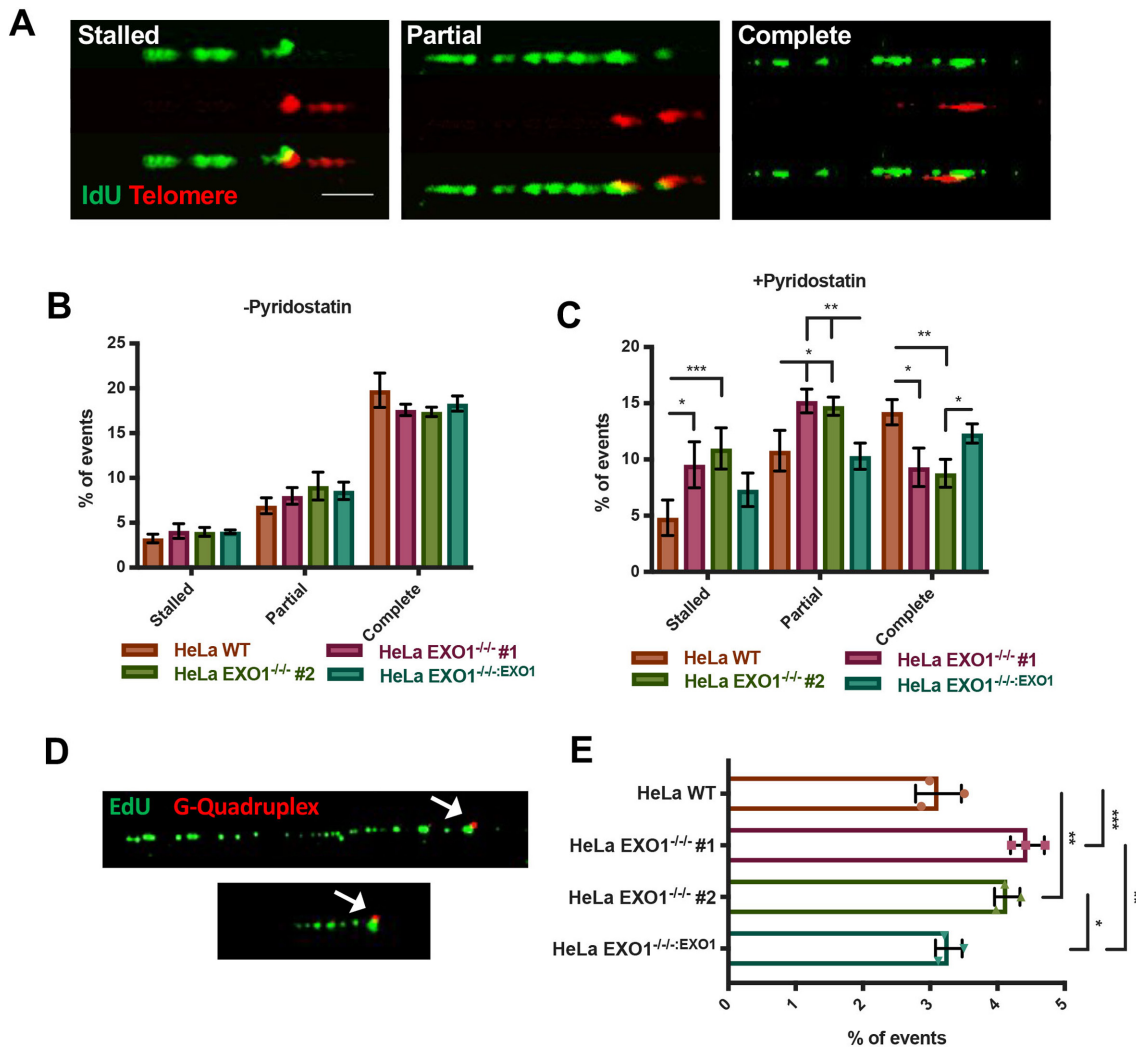 A
Stalled
Partial
Complete
IdU Telomere
B
-Pyridostatin
% of events
25
20
15
10
5
0
Stalled
Partial
Complete
HeLa WT
HeLa EXO1-/-/- #1
HeLa EXO1-/-/- #2
HeLa EXO1-/-/-:EXO1
C
+Pyridostatin
% of events
20
15
10
5
0
***
*
**
*
**
*
*
Stalled
Partial
Complete
HeLa WT
HeLa EXO1-/-/- #1
HeLa EXO1-/-/- #2
HeLa EXO1-/-/-:EXO1
D
EdU G-Quadruplex
E
HeLa WT
HeLa EXO1-/-/- #1
HeLa EXO1-/-/- #2
HeLa EXO1-/-/-:EXO1
**
***
*
**
0 1 2 3 4 5
% of events